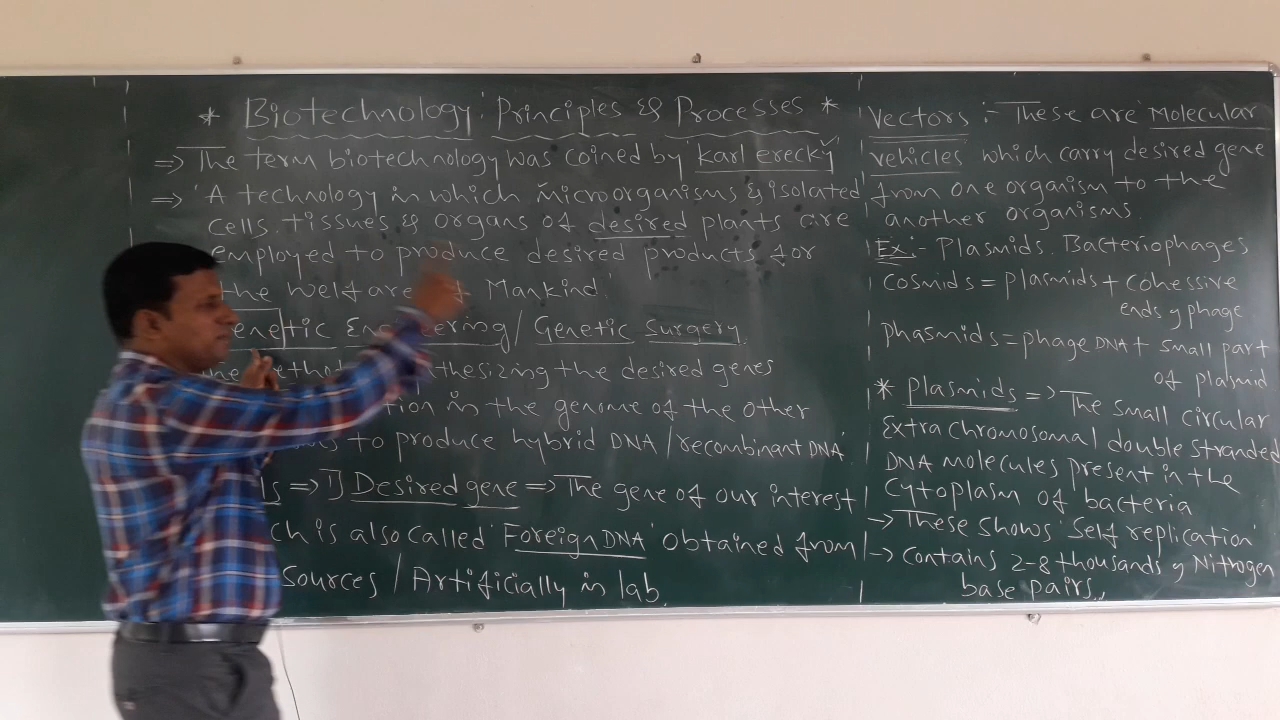 * Biotechnology: Principles & Processes *
⇒ The term biotechnology was coined by 'Karl erecky'
⇒ 'A technology in which microorganisms & isolated
cells. tissues & organs of desired plants are
employed to produce desired products for
the welfare of Mankind.'
Genetic Engineering / Genetic Surgery.
the desired genes
in the genome of the other
to produce hybrid DNA / recombinant DNA'
⇒ 1) Desired gene ⇒ The gene of our interest
is also called 'Foreign DNA' obtained from
Sources / Artificially in lab.
Vectors :- These are Molecular
vehicles which carry desired gene
from one organism to the
another organisms.
Ex:- Plasmids. Bacteriophages
cosmids = plasmids + cohessive
ends of phage
phasmids = phage DNA + small part
of plasmid
* plasmids ⇒ The small circular
Extra chromosomal double stranded
DNA molecules present in the
cytoplasm of bacteria
→ These shows 'Self replication'
→ contains 2-8 thousands of Nitrogen
base pairs.,